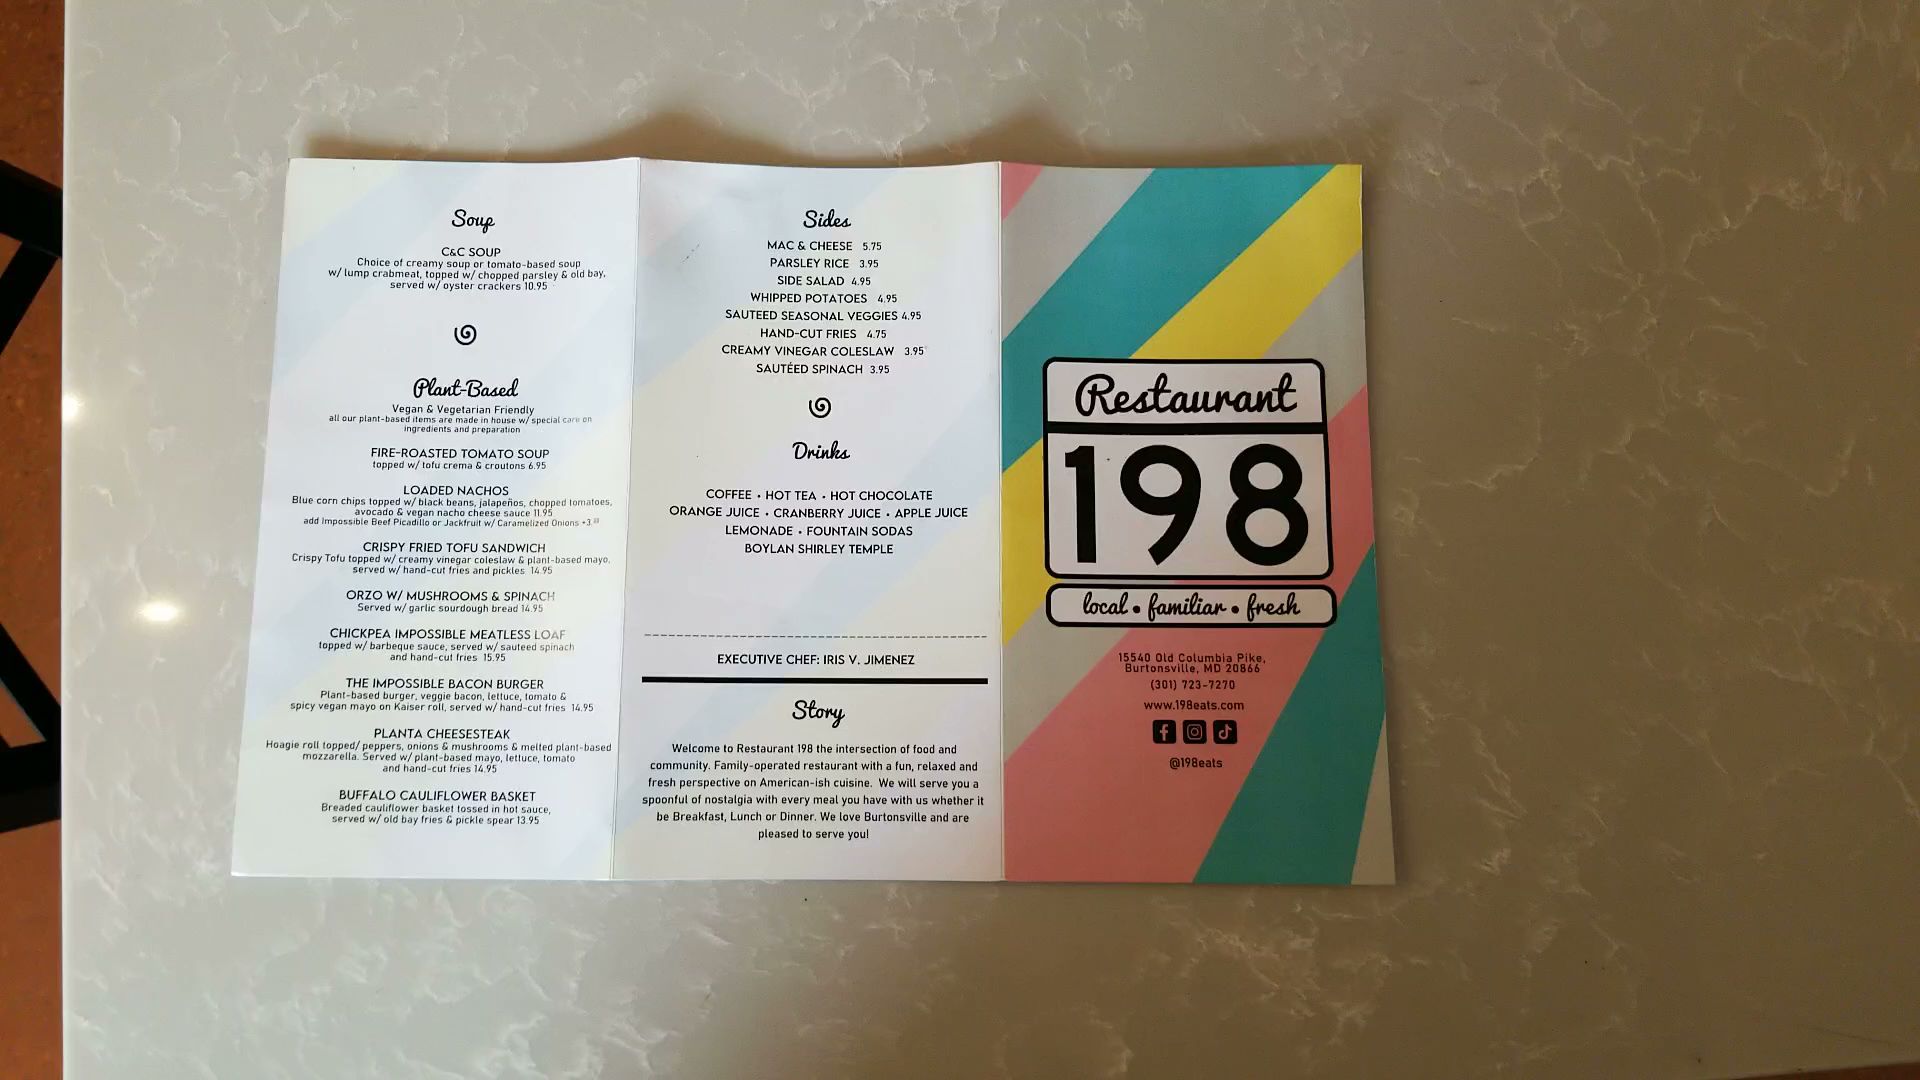 Soup
C&C SOUP
Choice of creamy soup or tomato-based soup
w/ lump crabmeat, topped w/ chopped parsley & old bay,
served w/ oyster crackers 10.95
Plant-Based
Vegan & Vegetarian Friendly
all our plant-based items are made in house w/ special care on
ingredients and preparation
FIRE-ROASTED TOMATO SOUP
topped w/ tofu crema & croutons 6.95
LOADED NACHOS
Blue corn chips topped w/ black beans, jalapeños, chopped tomatoes,
avocado & vegan nacho cheese sauce 11.95
add Impossible Beef Picadillo or Jackfruit w/ Caramelized Onions
CRISPY FRIED TOFU SANDWICH
Crispy Tofu topped w/ creamy vinegar coleslaw & plant-based mayo,
served w/ hand-cut fries and pickles 14.95
ORZO W/ MUSHROOMS & SPINACH
Served w/ garlic sourdough bread 14.95
CHICKPEA IMPOSSIBLE MEATLESS LOAF
topped w/ barbeque sauce, served w/ sauteed spinach
and hand-cut fries 15.95
THE IMPOSSIBLE BACON BURGER
Plant-based burger, veggie bacon, lettuce, tomato &
spicy vegan mayo on Kaiser roll, served w/ hand-cut fries 14.95
PLANTA CHEESESTEAK
Hoagie roll topped/ peppers, onions & mushrooms & melted plant-based
mozzarella. Served w/ plant-based mayo, lettuce, tomato
and hand-cut fries 14.95
BUFFALO CAULIFLOWER BASKET
Breaded cauliflower basket tossed in hot sauce,
served w/ old bay fries & pickle spear 13.95
Sides
MAC & CHEESE 5.75
PARSLEY RICE 3.95
SIDE SALAD 4.95
WHIPPED POTATOES 4.95
SAUTEED SEASONAL VEGGIES 4.95
HAND-CUT FRIES 4.75
CREAMY VINEGAR COLESLAW 3.95
SAUTÉED SPINACH 3.95
Drinks
COFFEE • HOT TEA • HOT CHOCOLATE
ORANGE JUICE • CRANBERRY JUICE • APPLE JUICE
LEMONADE • FOUNTAIN SODAS
BOYLAN SHIRLEY TEMPLE
EXECUTIVE CHEF: IRIS V. JIMENEZ
Story
Welcome to Restaurant 198 the intersection of food and
community. Family-operated restaurant with a fun, relaxed and
fresh perspective on American-ish cuisine. We will serve you a
spoonful of nostalgia with every meal you have with us whether it
be Breakfast, Lunch or Dinner. We love Burtonsville and are
pleased to serve you!
Restaurant
198
local • familiar • fresh
15540 Old Columbia Pike,
Burtonsville, MD 20866
(301) 723-7270
www.198eats.com
@198eats